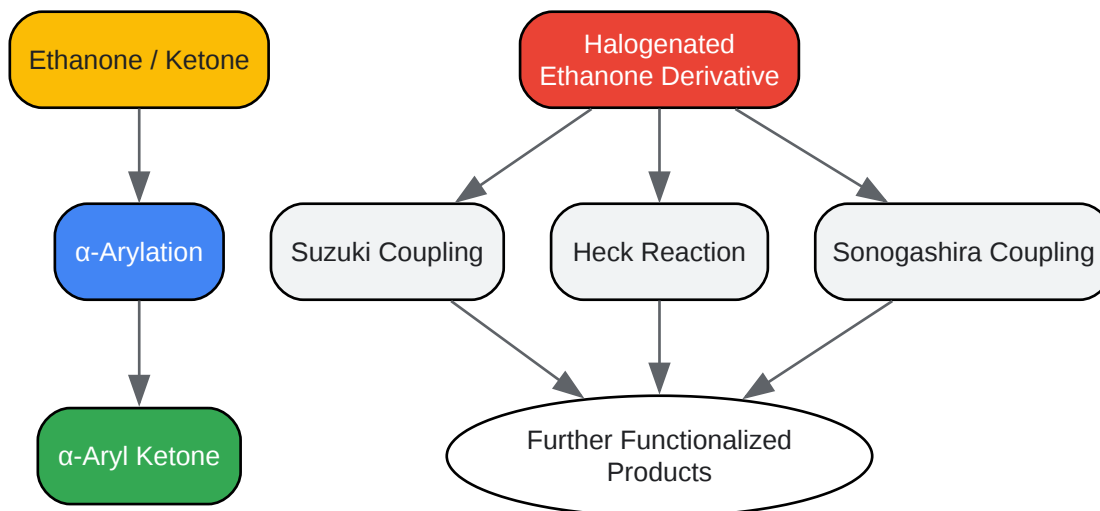 Ethanone / Ketone
Halogenated
Ethanone Derivative
α-Arylation
Suzuki Coupling
Heck Reaction
Sonogashira Coupling
α-Aryl Ketone
Further Functionalized
Products